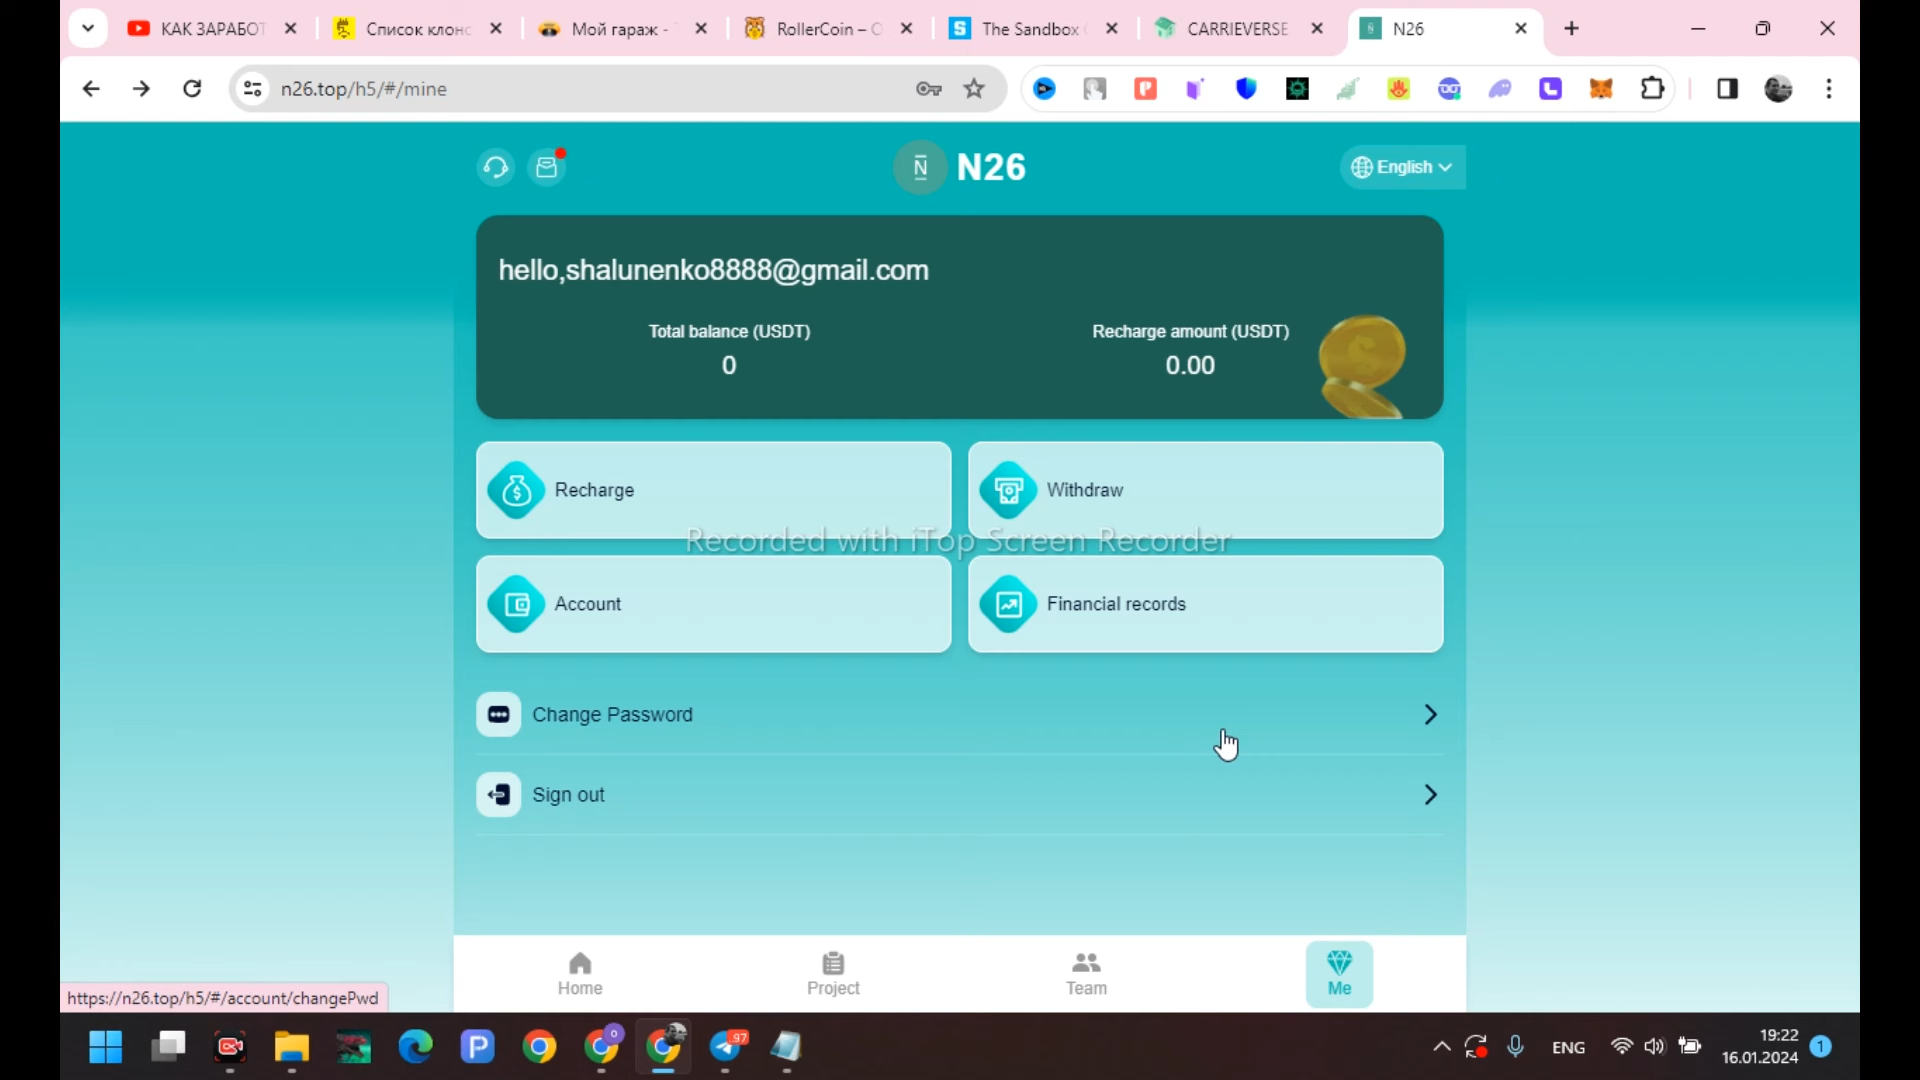 КАК ЗАРАБОТ
Список клонс
Мой гараж -
RollerCoin – О
The Sandbox
CARRIEVERSE
N26
n26.top/h5/#/mine
N26
English
hello,shalunenko8888@gmail.com
Total balance (USDT)
Recharge amount (USDT)
0
0.00
Recharge
Withdraw
Recorded with iTop Screen Recorder
Account
Financial records
Change Password
Sign out
Home
Project
Team
Me
https://n26.top/h5/#/account/changePwd
97
ENG
19:22
16.01.2024
1